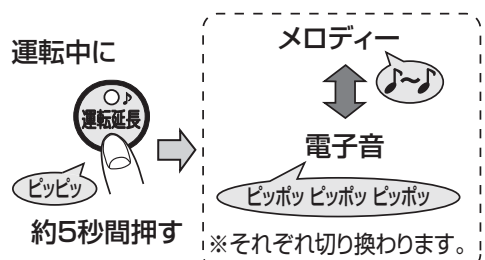 運転中に
♪
運転延長
ピッピッ
約5秒間押す
メロディー
♪〜♪
電子音
ピッポッ ピッポッ ピッポッ
※それぞれ切り換わります。